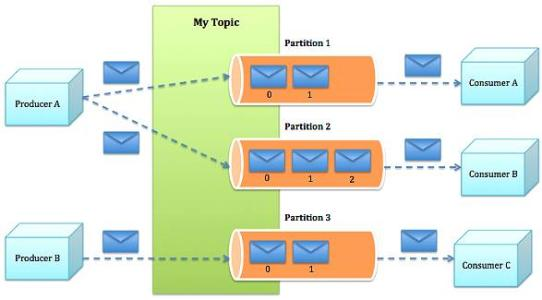 My Topic
Partition 1
Producer A
0 1
Consumer A
Partition 2
0 1 2
Consumer B
Partition 3
Producer B
0 1
Consumer C